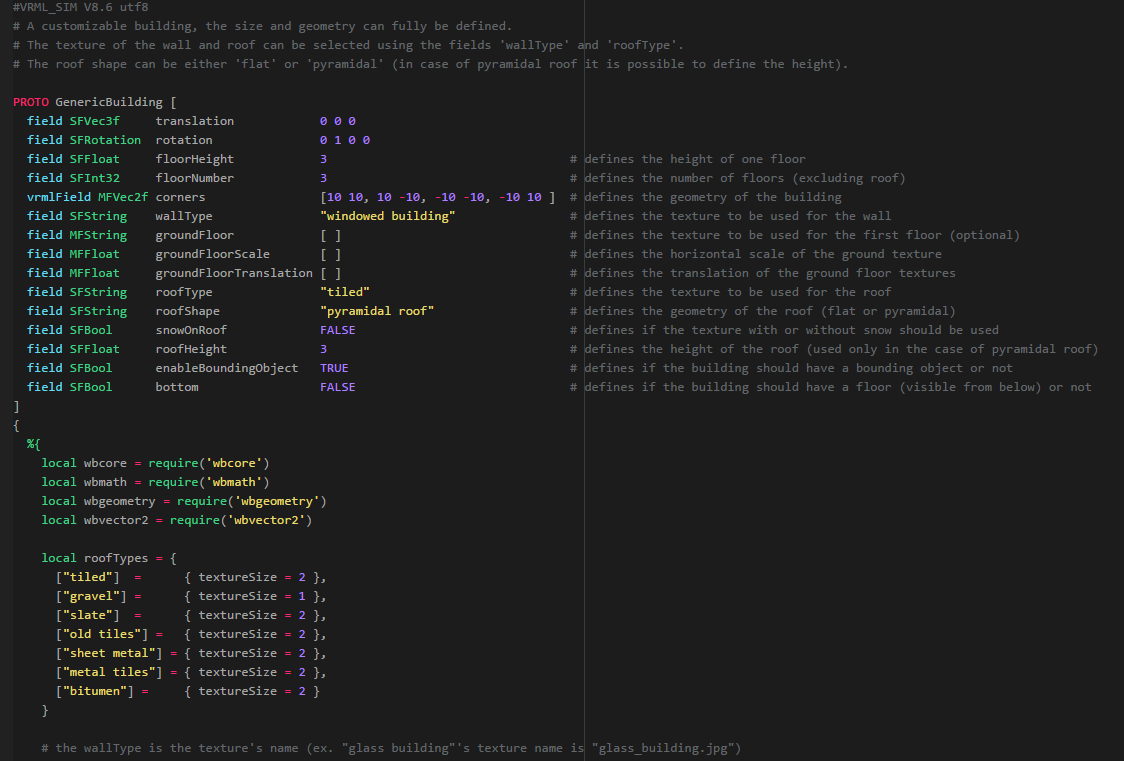 #VRML_SIM V8.6 utf8
# A customizable building, the size and geometry can fully be defined.
# The texture of the wall and roof can be selected using the fields 'wallType' and 'roofType'.
# The roof shape can be either 'flat' or 'pyramidal' (in case of pyramidal roof it is possible to define the height).
PROTO GenericBuilding [
field SFVec3f translation 0 0 0
field SFRotation rotation 0 1 0 0
field SFFloat floorHeight 3 # defines the height of one floor
field SFInt32 floorNumber 3 # defines the number of floors (excluding roof)
vrmlField MFVec2f corners [10 10, 10 -10, -10 -10, -10 10 ] # defines the geometry of the building
field SFString wallType "windowed building" # defines the texture to be used for the wall
field MFString groundFloor [ ] # defines the texture to be used for the first floor (optional)
field MFFloat groundFloorScale [ ] # defines the horizontal scale of the ground texture
field MFFloat groundFloorTranslation [ ] # defines the translation of the ground floor textures
field SFString roofType "tiled" # defines the texture to be used for the roof
field SFString roofShape "pyramidal roof" # defines the geometry of the roof (flat or pyramidal)
field SFBool snowOnRoof FALSE # defines if the texture with or without snow should be used
field SFFloat roofHeight 3 # defines the height of the roof (used only in the case of pyramidal roof)
field SFBool enableBoundingObject TRUE # defines if the building should have a bounding object or not
field SFBool bottom FALSE # defines if the building should have a floor (visible from below) or not
]
{
%{
local wbcore = require('wbcore')
local wbmath = require('wbmath')
local wbgeometry = require('wbgeometry')
local wbvector2 = require('wbvector2')
local roofTypes = {
["tiled"] = { textureSize = 2 },
["gravel"] = { textureSize = 1 },
["slate"] = { textureSize = 2 },
["old tiles"] = { textureSize = 2 },
["sheet metal"] = { textureSize = 2 },
["metal tiles"] = { textureSize = 2 },
["bitumen"] = { textureSize = 2 }
}
# the wallType is the texture's name (ex. "glass building"'s texture name is "glass_building.jpg")